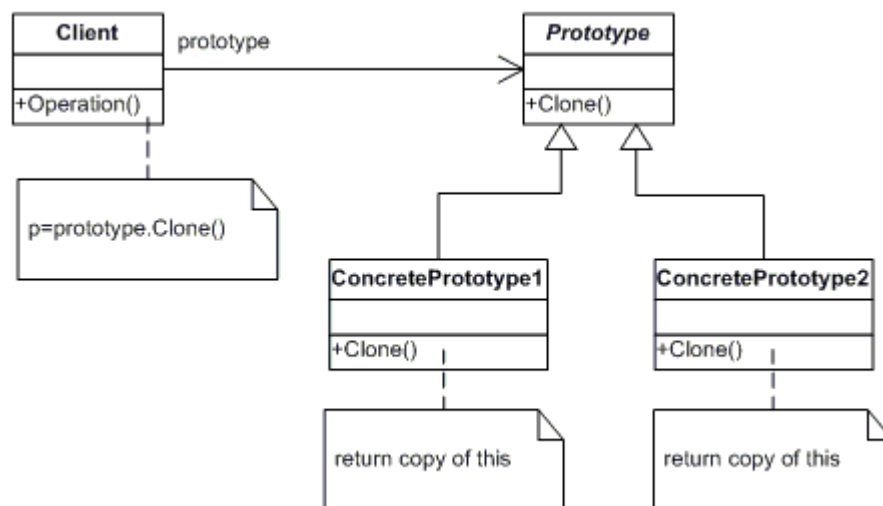 Client
prototype
Prototype
+Operation()
+Clone()
p=prototype.Clone()
ConcretePrototype1
ConcretePrototype2
+Clone()
+Clone()
return copy of this
return copy of this